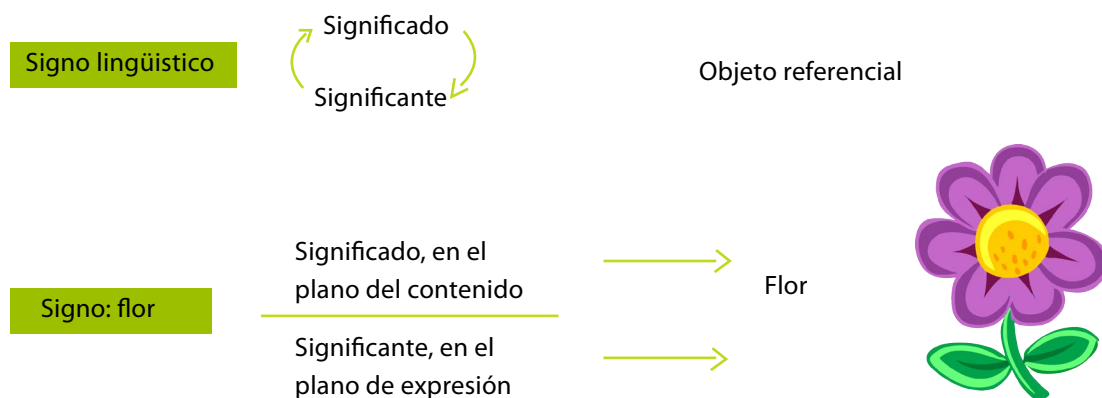 Signo lingüistico
Significado
Significante
Objeto referencial
Signo: flor
Significado, en el
plano del contenido
Significante, en el
plano de expresión
Flor